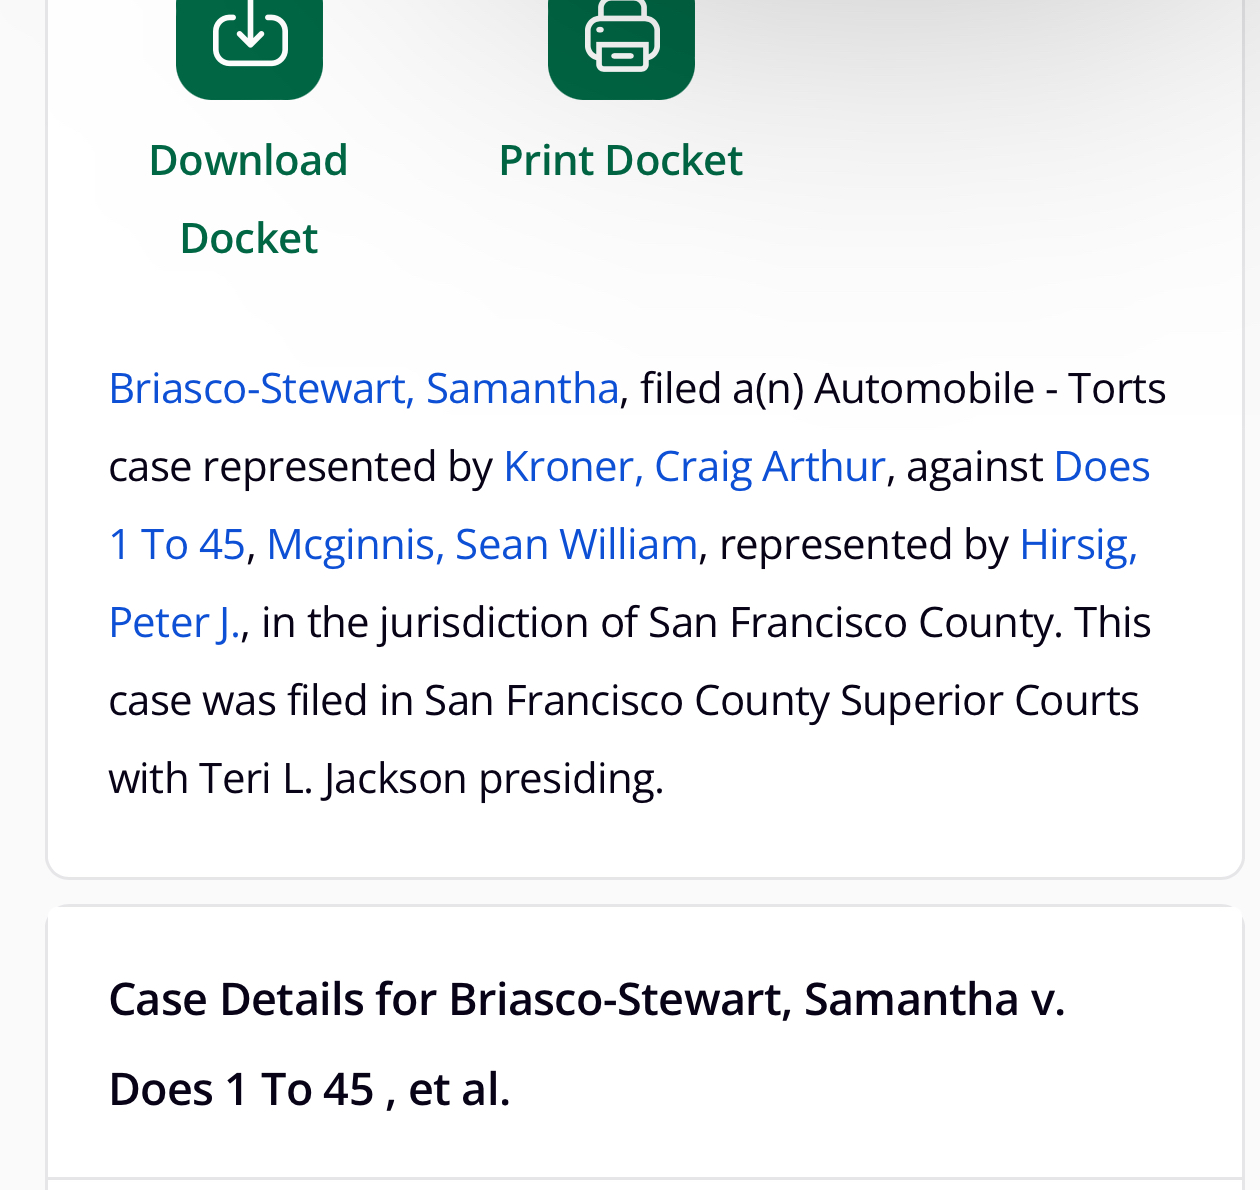 Download
Docket
Print Docket
Briasco-Stewart, Samantha, filed a(n) Automobile - Torts
case represented by Kroner, Craig Arthur, against Does
1 To 45, Mcginnis, Sean William, represented by Hirsig,
Peter J., in the jurisdiction of San Francisco County. This
case was filed in San Francisco County Superior Courts
with Teri L. Jackson presiding.
Case Details for Briasco-Stewart, Samantha v.
Does 1 To 45 , et al.